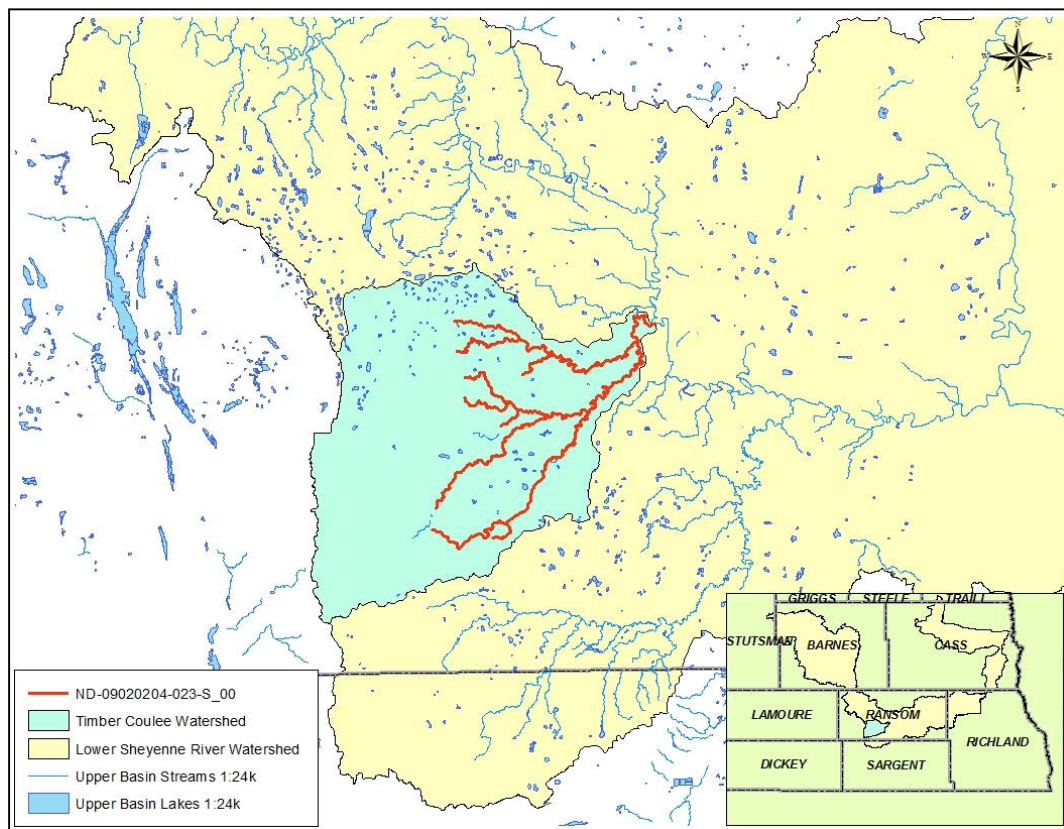 N
W E
S
GRIGGS STEELE TRAILL
STUTSMAN BARNES CASS
LAMOURE RANSOM
RICHLAND
DICKEY SARGENT
ND-09020204-023-S_00
Timber Coulee Watershed
Lower Sheyenne River Watershed
Upper Basin Streams 1:24k
Upper Basin Lakes 1:24k